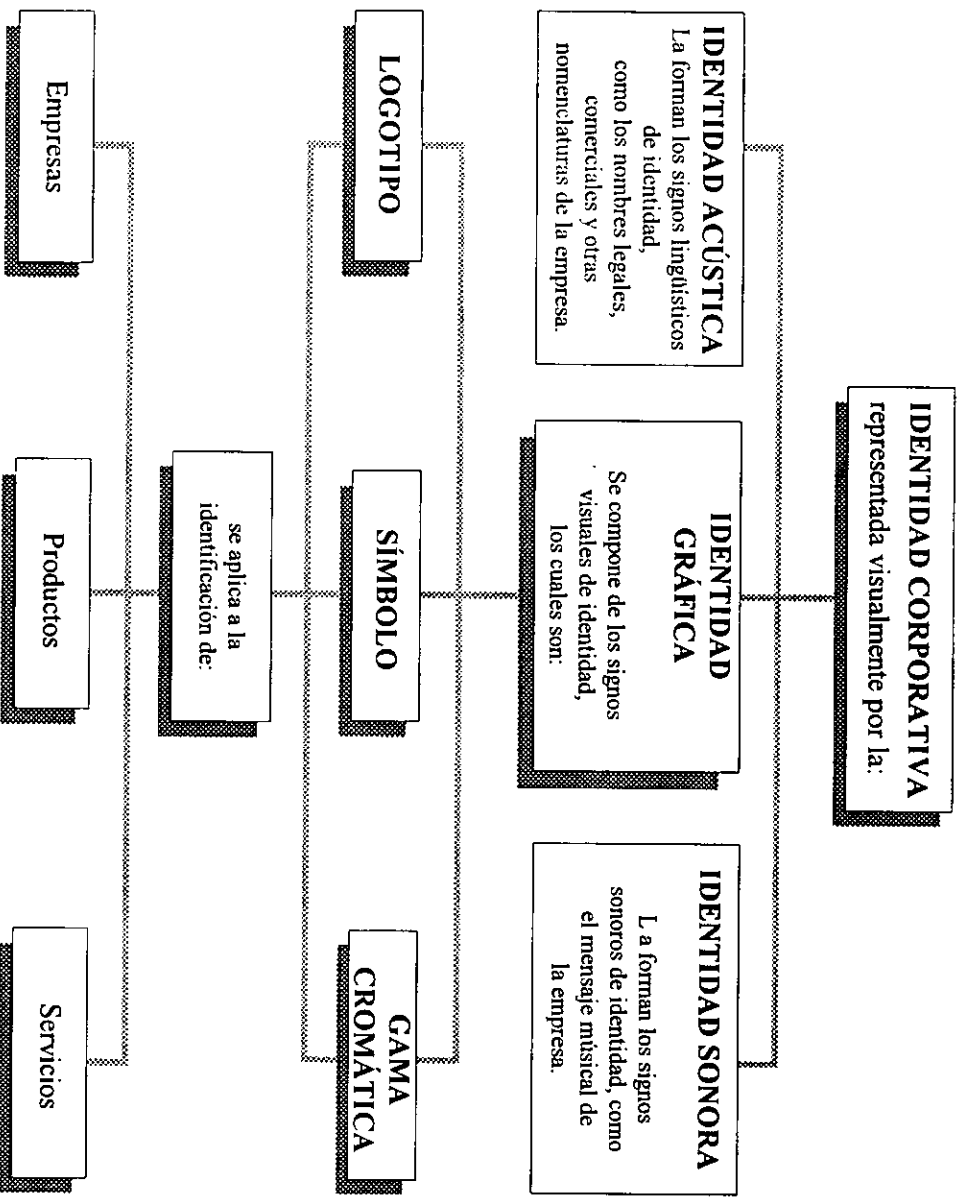 IDENTIDAD CORPORATIVA
representada visualmente por la:
IDENTIDAD ACÚSTICA
La forman los signos lingüísticos
de identidad,
como los nombres legales,
comerciales y otras
nomenclaturas de la empresa.
IDENTIDAD
GRÁFICA
Se compone de los signos
visuales de identidad,
los cuales son:
IDENTIDAD SONORA
L a forman los signos
sonoros de identidad, como
el mensaje músical de
la empresa.
LOGOTIPO
SÍMBOLO
GAMA
CROMÁTICA
se aplica a la
identificación de:
Empresas
Productos
Servicios